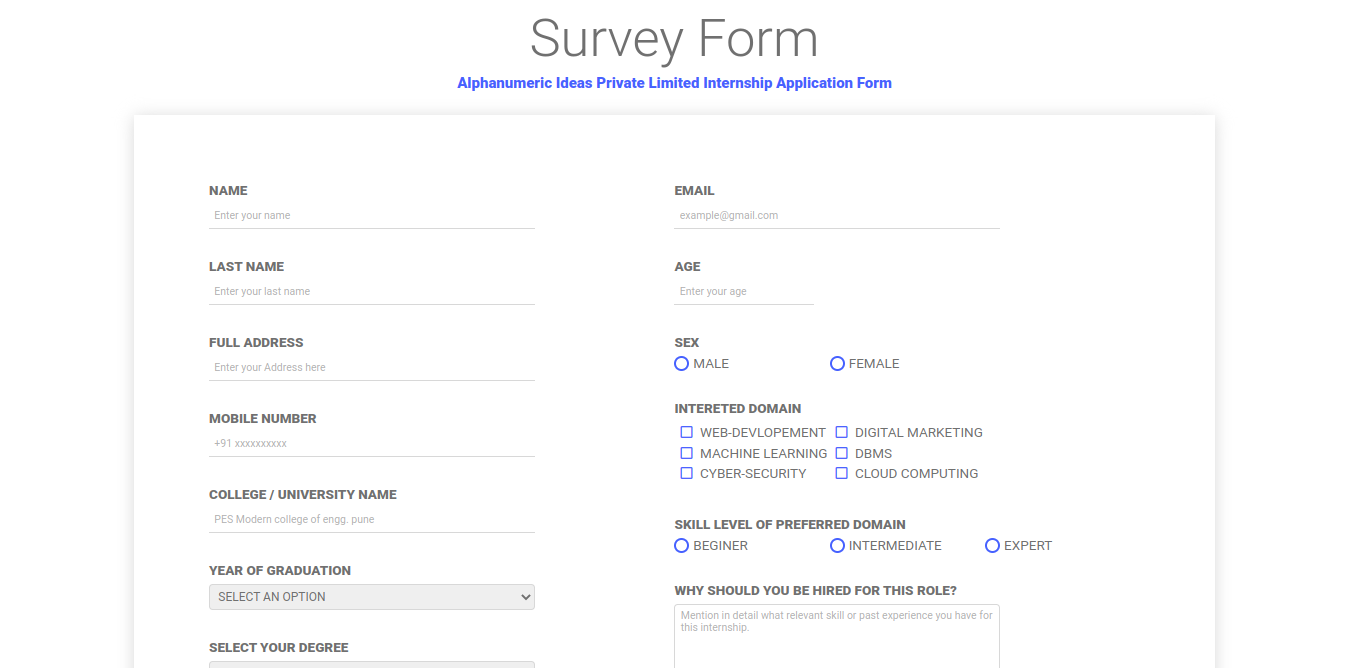 Survey Form
Alphanumeric Ideas Private Limited Internship Application Form
NAME
Enter your name
LAST NAME
Enter your last name
FULL ADDRESS
Enter your Address here
MOBILE NUMBER
+91 xxxxxxxxxx
COLLEGE / UNIVERSITY NAME
PES Modern college of engg. pune
YEAR OF GRADUATION
SELECT AN OPTION
SELECT YOUR DEGREE
EMAIL
example@gmail.com
AGE
Enter your age
SEX
MALE FEMALE
INTERETED DOMAIN
WEB-DEVLOPEMENT DIGITAL MARKETING
MACHINE LEARNING DBMS
CYBER-SECURITY CLOUD COMPUTING
SKILL LEVEL OF PREFERRED DOMAIN
BEGINER INTERMEDIATE EXPERT
WHY SHOULD YOU BE HIRED FOR THIS ROLE?
Mention in detail what relevant skill or past experience you have for
this internship.